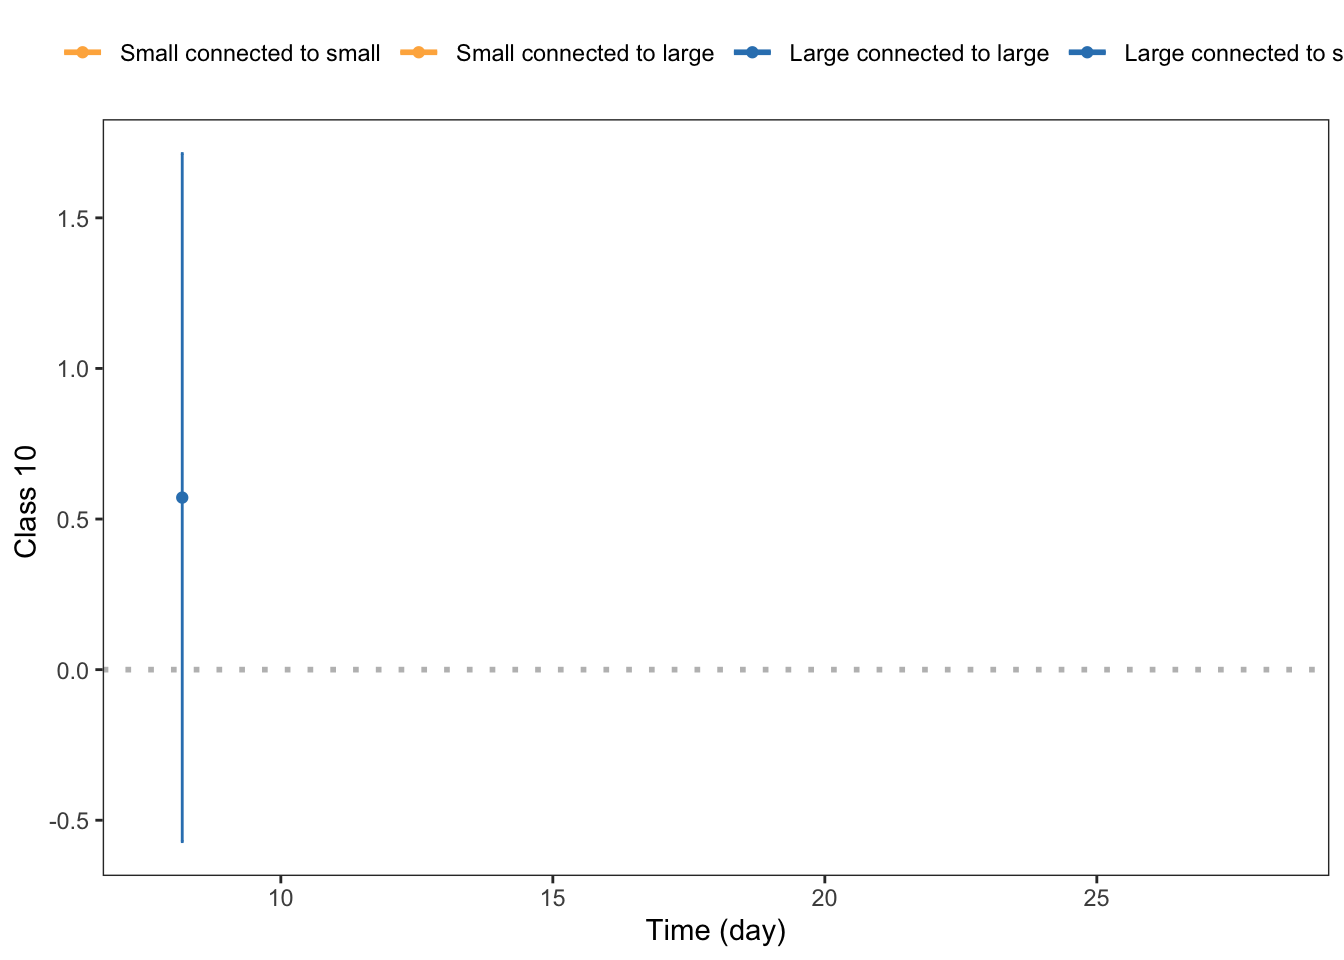 Small connected to small Small connected to large Large connected to large Large connected to s
1.5
1.0
0.5
0.0
-0.5
Class 10
10 15 20 25
Time (day)